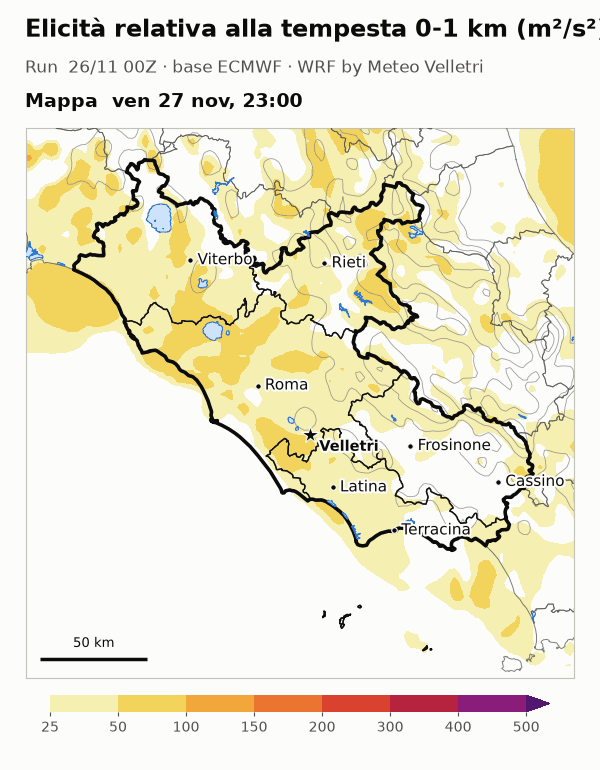 Elicità relativa alla tempesta 0-1 km (m²/s²)
Run 26/11 00Z · base ECMWF · WRF by Meteo Velletri
Mappa ven 27 nov, 23:00
Viterbo
Rieti
Roma
Velletri
Frosinone
Latina
Cassino
Terracina
50 km
25 50 100 150 200 300 400 500